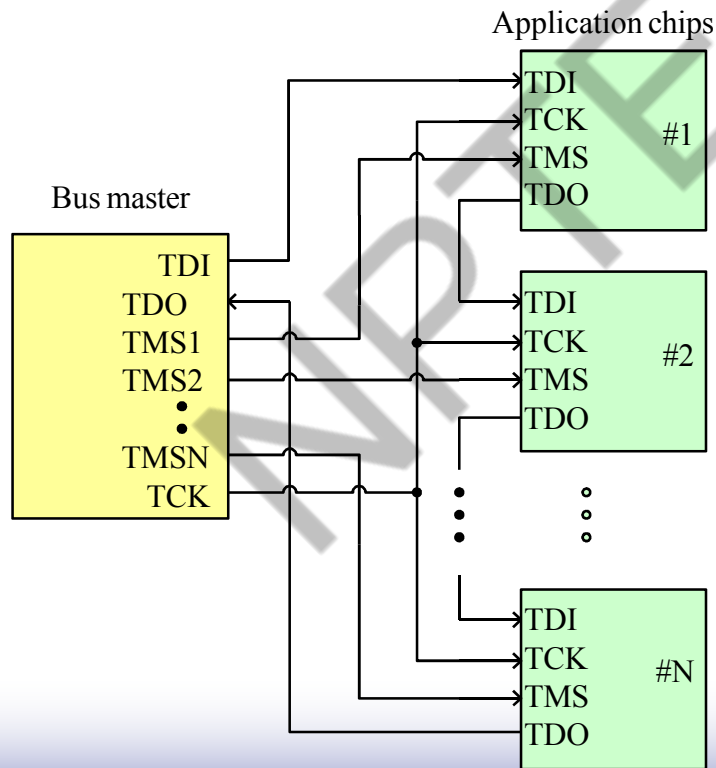 Application chips
TDI
TCK
TMS
TDO
#1
Bus master
TDI
TDO
TMS1
TMS2
TMSN
TCK
TDI
TCK
TMS
TDO
#2
TDI
TCK
TMS
TDO
#N
NPTE